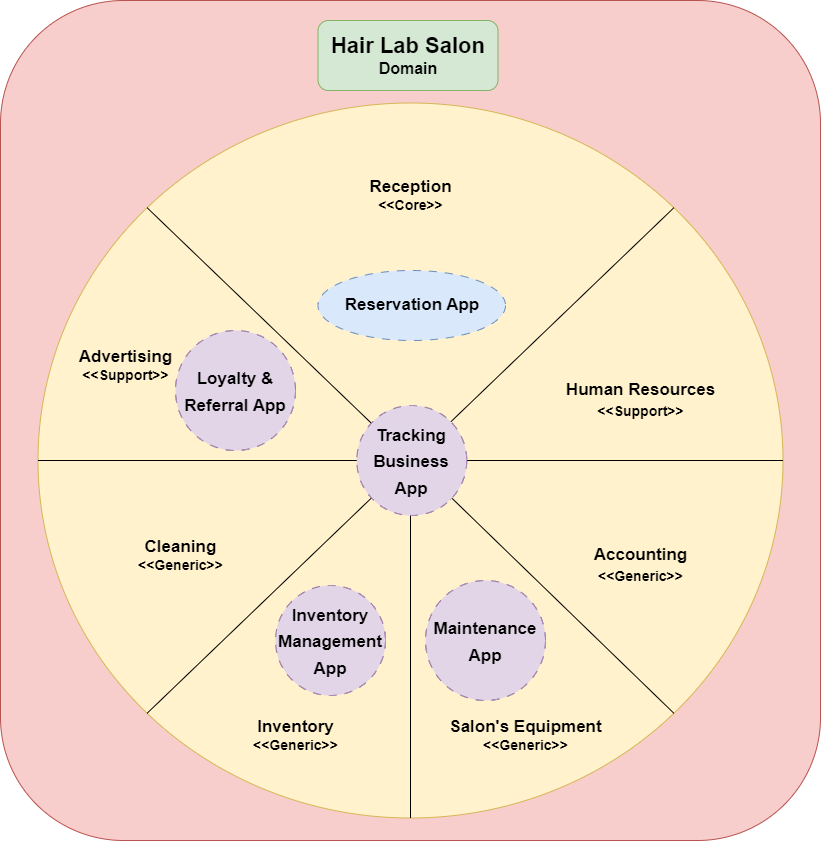 Hair Lab Salon
Domain
Reception
<<Core>>
Reservation App
Advertising
<<Support>>
Loyalty &
Referral App
Human Resources
<<Support>>
Tracking
Business
App
Cleaning
<<Generic>>
Accounting
<<Generic>>
Inventory
Management
App
Maintenance
App
Inventory
<<Generic>>
Salon's Equipment
<<Generic>>